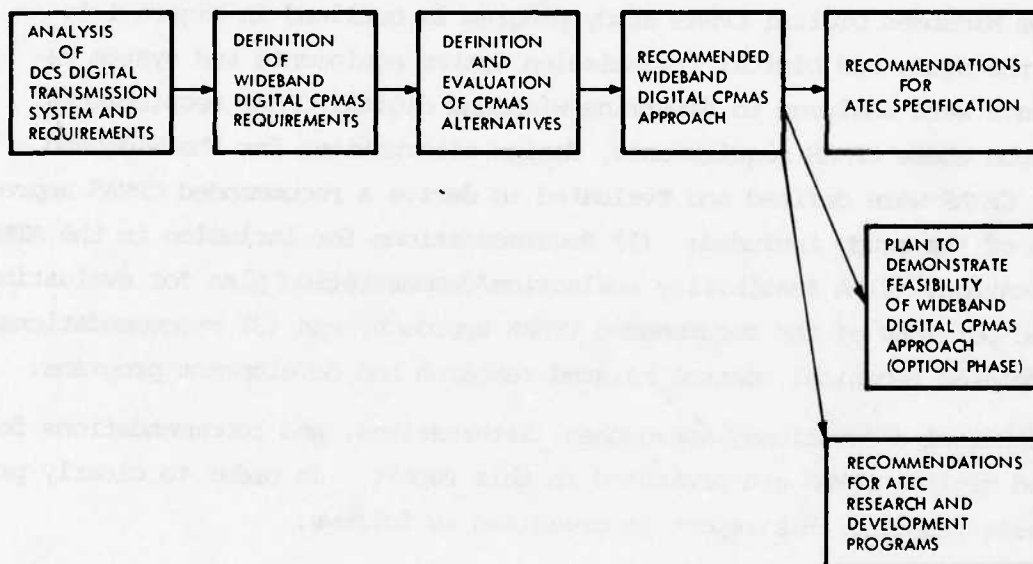 ANALYSIS
OF
DCS DIGITAL
TRANSMISSION
SYSTEM AND
REQUIREMENTS
DEFINITION
OF
WIDEBAND
DIGITAL CPMAS
REQUIREMENTS
DEFINITION
AND
EVALUATION
OF CPMAS
ALTERNATIVES
RECOMMENDED
WIDEBAND
DIGITAL CPMAS
APPROACH
RECOMMENDATIONS
FOR
ATEC SPECIFICATION
PLAN TO
DEMONSTRATE
FEASIBILITY
OF WIDEBAND
DIGITAL CPMAS
APPROACH
(OPTION PHASE)
RECOMMENDATIONS
FOR ATEC
RESEARCH AND
DEVELOPMENT
PROGRAMS